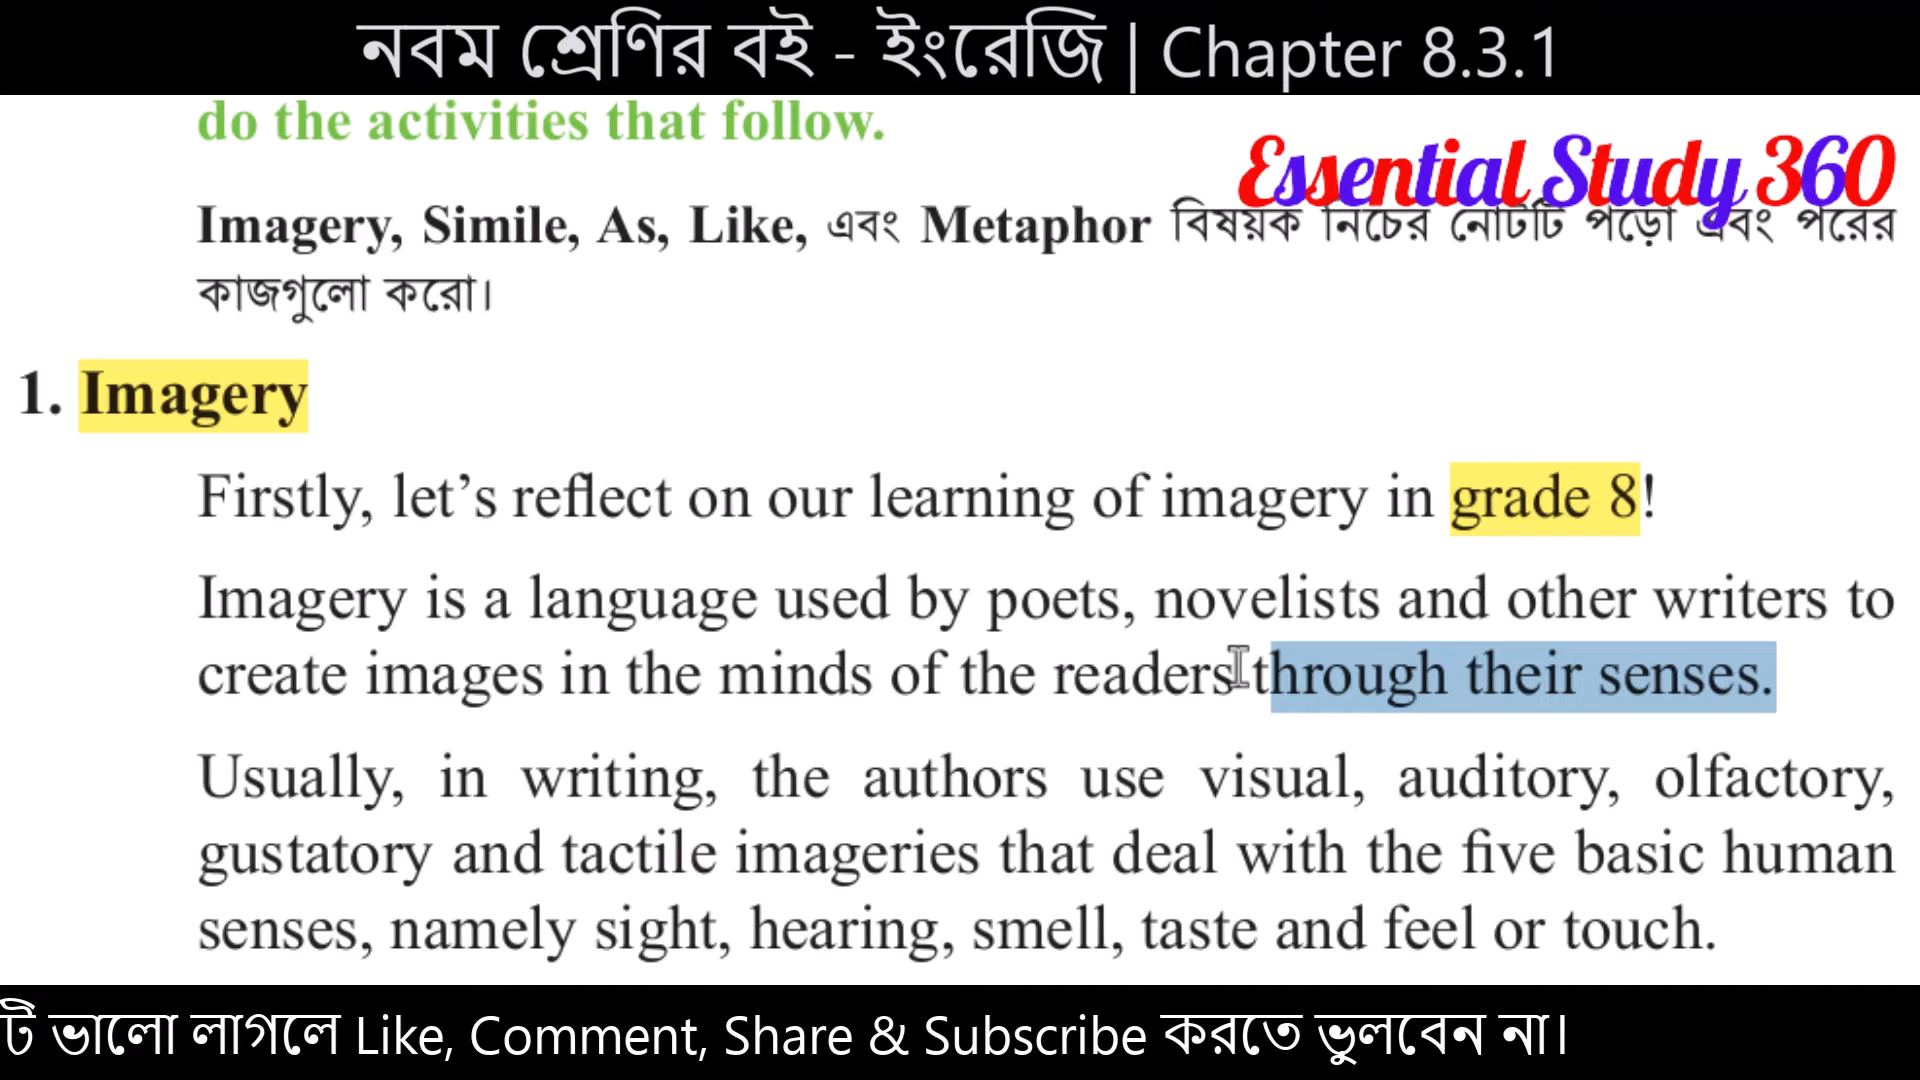 নবম শ্রেণির বই - ইংরেজি | Chapter 8.3.1
do the activities that follow.
Essential Study 360
Imagery, Simile, As, Like, এবং Metaphor বিষয়ক নিচের নোটটি পড়ো এবং পরের
কাজগুলো করো।
1. Imagery
Firstly, let’s reflect on our learning of imagery in grade 8!
Imagery is a language used by poets, novelists and other writers to
create images in the minds of the readers through their senses.
Usually, in writing, the authors use visual, auditory, olfactory,
gustatory and tactile imageries that deal with the five basic human
senses, namely sight, hearing, smell, taste and feel or touch.
টি ভালো লাগলে Like, Comment, Share & Subscribe করতে ভুলবেন না।